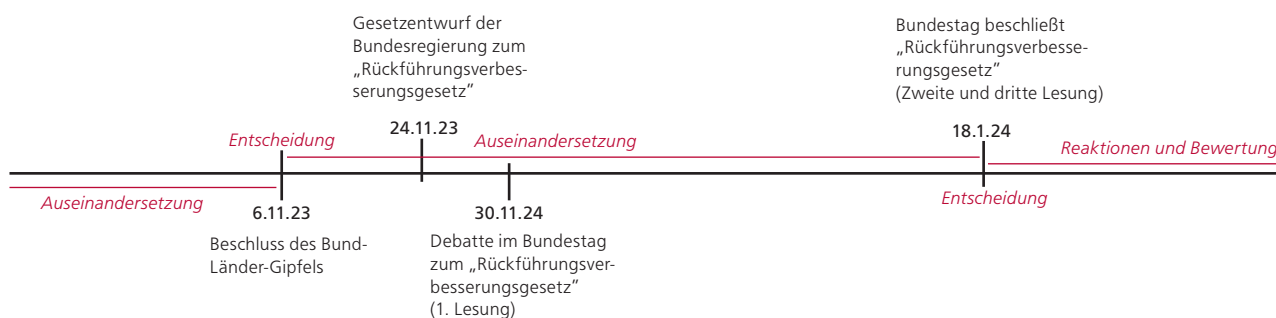 Gesetzentwurf der
Bundesregierung zum
„Rückführungsverbes-
serungsgesetz"
24.11.23
Bundestag beschließt
„Rückführungsverbesse-
rungsgesetz"
(Zweite und dritte Lesung)
18.1.24
Entscheidung
Auseinandersetzung
Reaktionen und Bewertung
Auseinandersetzung
Entscheidung
6.11.23
Beschluss des Bund-
Länder-Gipfels
30.11.24
Debatte im Bundestag
zum „Rückführungsver-
besserungsgesetz"
(1. Lesung)